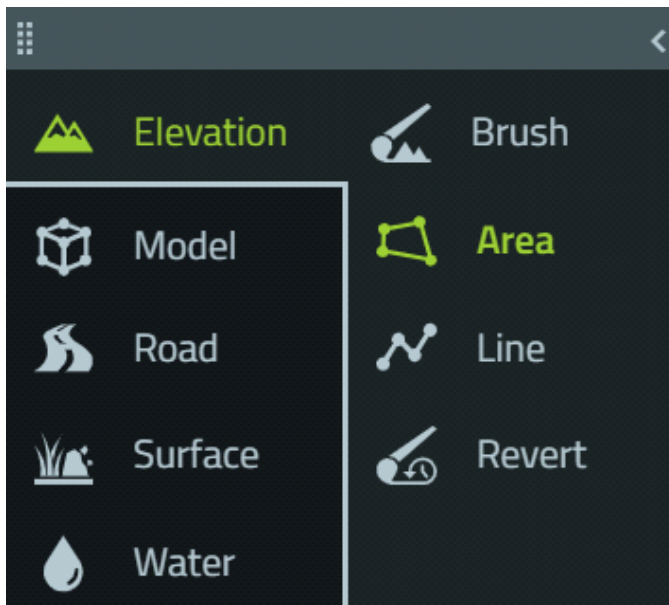 Elevation
Model
Road
Surface
Water
Brush
Area
Line
Revert